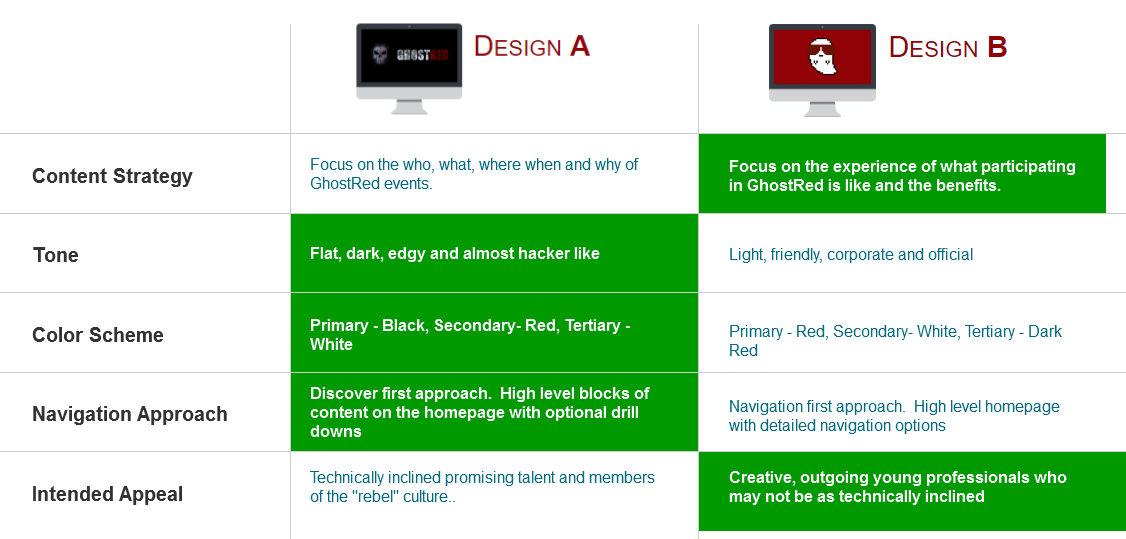 GHOSTRED
DESIGN A
DESIGN B
Content Strategy
Focus on the who, what, where when and why of
GhostRed events.
Focus on the experience of what participating
in GhostRed is like and the benefits.
Tone
Flat, dark, edgy and almost hacker like
Light, friendly, corporate and official
Color Scheme
Primary - Black, Secondary- Red, Tertiary -
White
Primary - Red, Secondary- White, Tertiary - Dark
Red
Navigation Approach
Discover first approach.  High level blocks of
content on the homepage with optional drill
downs
Navigation first approach.  High level homepage
with detailed navigation options
Intended Appeal
Technically inclined promising talent and members
of the "rebel" culture..
Creative, outgoing young professionals who
may not be as technically inclined